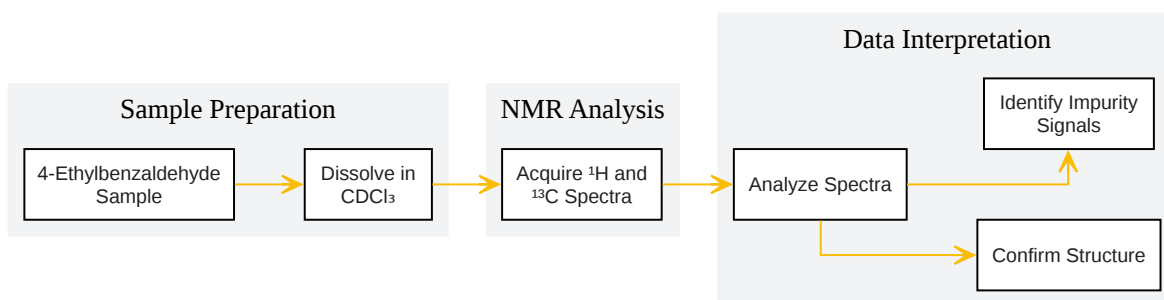 Sample Preparation
4-Ethylbenzaldehyde
Sample
Dissolve in
CDCl₃
NMR Analysis
Acquire ¹H and
¹³C Spectra
Data Interpretation
Analyze Spectra
Identify Impurity
Signals
Confirm Structure